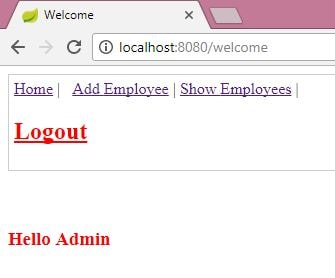 Welcome
localhost:8080/welcome
Home | Add Employee | Show Employees |
Logout
Hello Admin